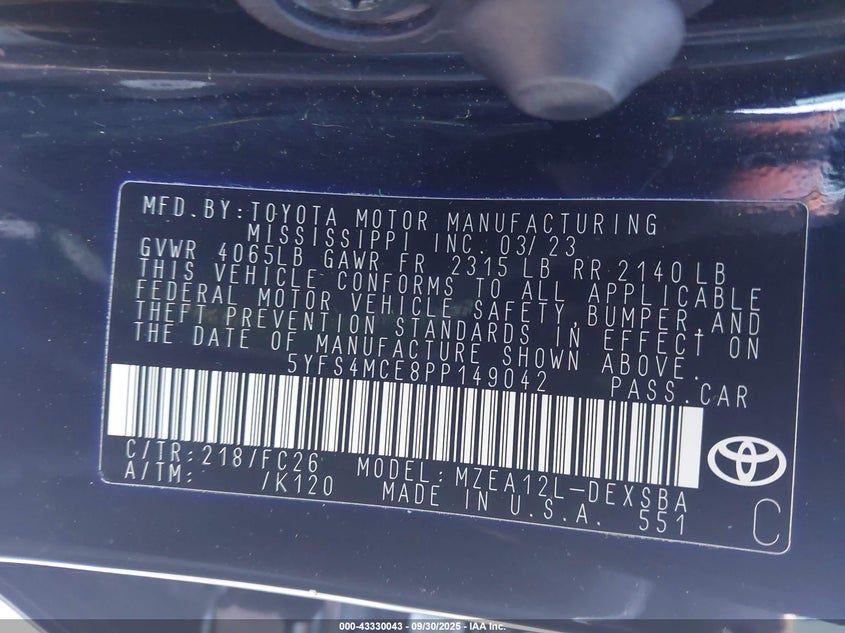 MFD.BY:TOYOTA MOTOR MANUFACTURING
MISSISSIPPI INC. 03/23
GVWR 4065LB GAWR FR 2315 LB RR 2140 LB
THIS VEHICLE CONFORMS TO ALL APPLICABLE
FEDERAL MOTOR VEHICLE SAFETY,BUMPER,AND
THEFT PREVENTION STANDARDS IN EFFECT ON
THE DATE OF MANUFACTURE SHOWN ABOVE.
5YFS4MCE8PP149042 PASS.CAR
C/TR:218/FC26 MODEL:MZEA12L-DEXSBA
A/TM: /K120 MADE IN U.S.A. 551
C
000-43330043 - 09/30/2025 - IAA Inc.